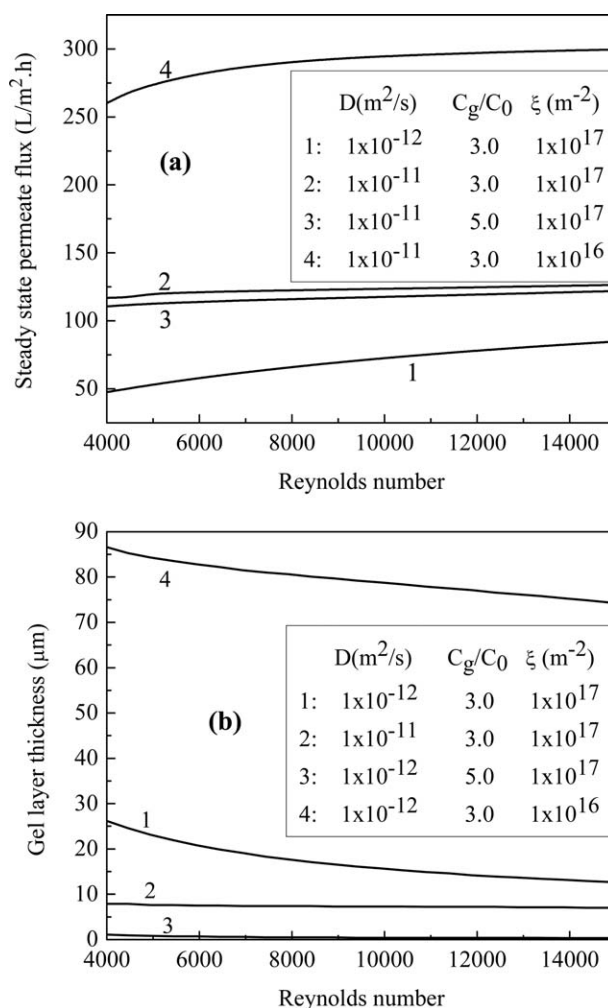 Steady state permeate flux (L/m².h)
300
250
200
150
100
50
4
(a)
D(m²/s) C_g/C_0 ξ (m⁻²)
1: 1x10⁻¹² 3.0 1x10¹⁷
2: 1x10⁻¹¹ 3.0 1x10¹⁷
3: 1x10⁻¹¹ 5.0 1x10¹⁷
4: 1x10⁻¹¹ 3.0 1x10¹⁶
2
3
1
4000 6000 8000 10000 12000 14000
Reynolds number
Gel layer thickness (μm)
90
80
70
60
50
40
30
20
10
0
4
D(m²/s) C_g/C_0 ξ (m⁻²)
1: 1x10⁻¹² 3.0 1x10¹⁷
2: 1x10⁻¹¹ 3.0 1x10¹⁷
3: 1x10⁻¹² 5.0 1x10¹⁷
4: 1x10⁻¹² 3.0 1x10¹⁶
(b)
1
2
3
4000 6000 8000 10000 12000 14000
Reynolds number